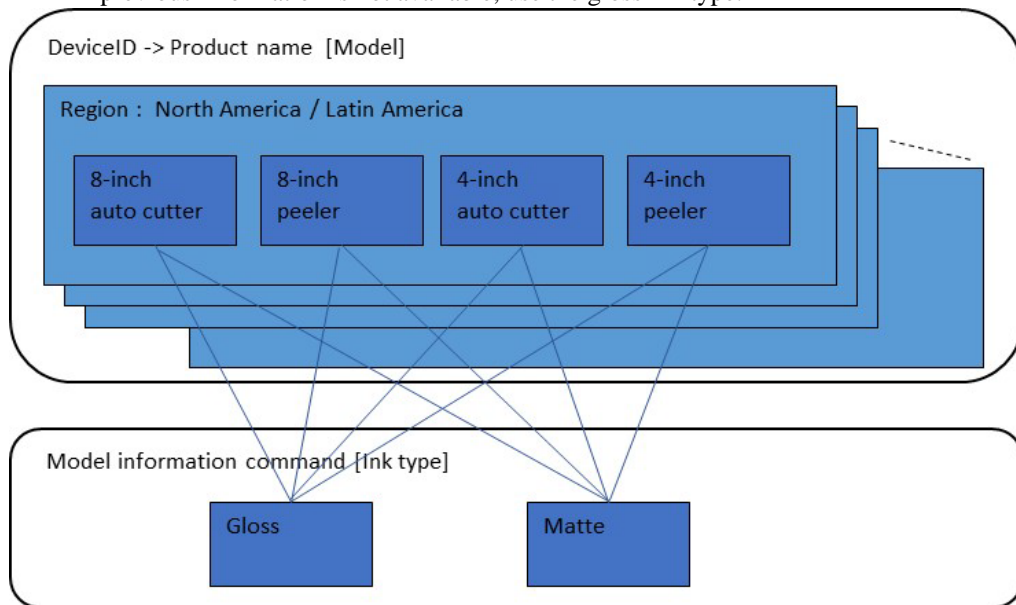 DeviceID -> Product name [Model]
Region : North America / Latin America
8-inch
auto cutter
8-inch
peeler
4-inch
auto cutter
4-inch
peeler
Model information command [Ink type]
Gloss
Matte